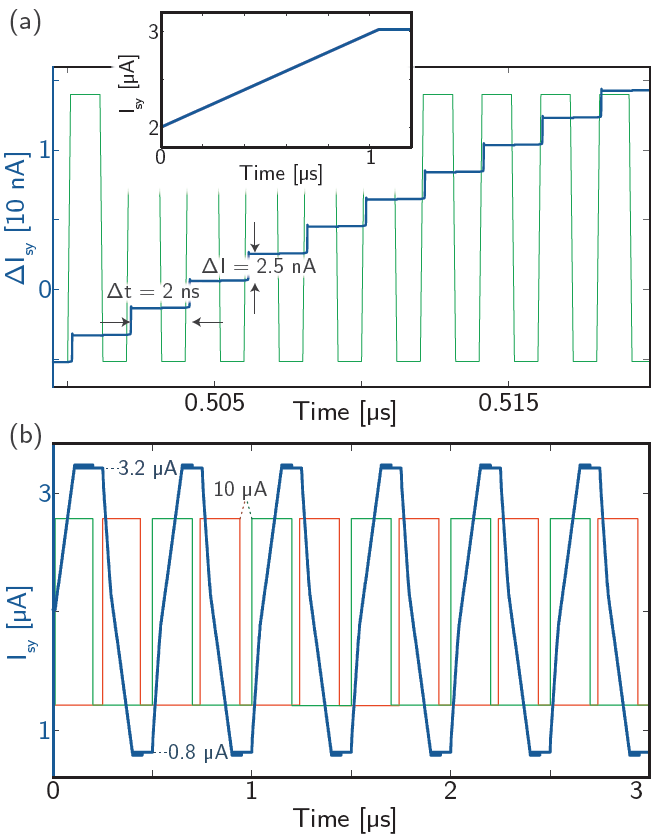 (a)
3
I_sy [µA]
2
0
1
Time [µs]
1
ΔI_sy [10 nA]
ΔI = 2.5 nA
0
Δt = 2 ns
0.505
0.515
Time [µs]
(b)
3.2 µA
3
10 µA
I_sy [µA]
1
0.8 µA
0
1
2
3
Time [µs]